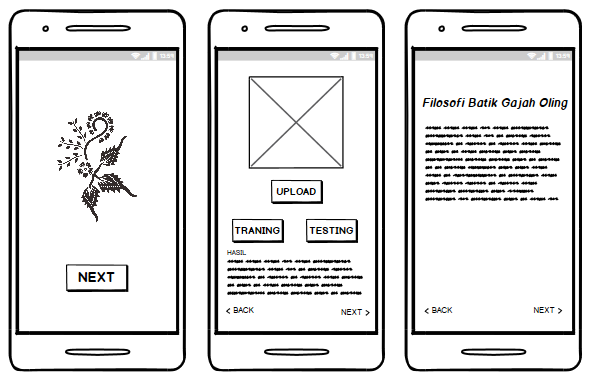 NEXT
UPLOAD
TRANING
TESTING
HASIL
< BACK
NEXT >
Filosofi Batik Gajah Oling
< BACK
NEXT >